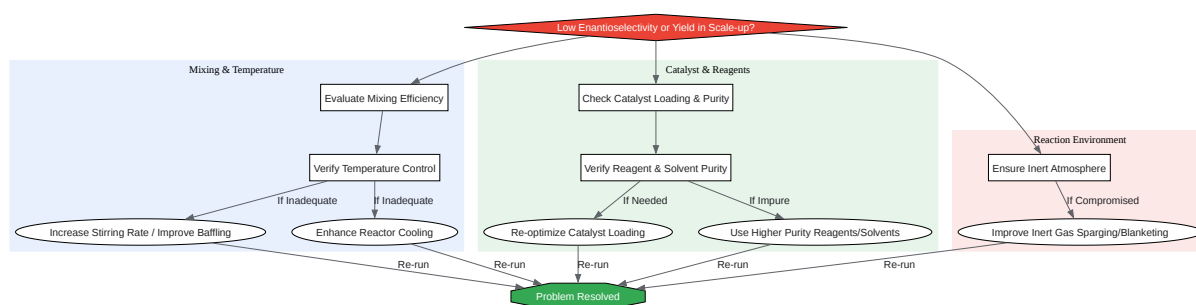 Low Enantioselectivity or Yield in Scale-up?
Mixing & Temperature
Catalyst & Reagents
Evaluate Mixing Efficiency
Check Catalyst Loading & Purity
Reaction Environment
Verify Temperature Control
Verify Reagent & Solvent Purity
Ensure Inert Atmosphere
If Inadequate
If Inadequate
If Needed
If Impure
If Compromised
Increase Stirring Rate / Improve Baffling
Enhance Reactor Cooling
Re-optimize Catalyst Loading
Use Higher Purity Reagents/Solvents
Improve Inert Gas Sparging/Blanketing
Re-run
Re-run
Re-run
Re-run
Re-run
Problem Resolved